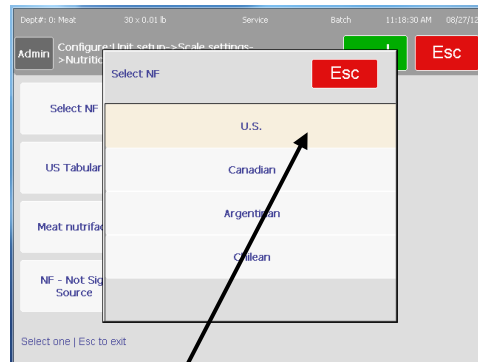 Dept#: 0: Meat 30 x 0.01 lb Service Batch 11:18:30 AM 08/27/12
Admin Configure:Unit setup->Scale settings-
>Nutritio
Esc
Select NF
Esc
U.S.
Canadian
Argentinean
Chilean
Select NF
US Tabular
Meat nutrifac
NF - Not Sig
Source
Select one | Esc to exit